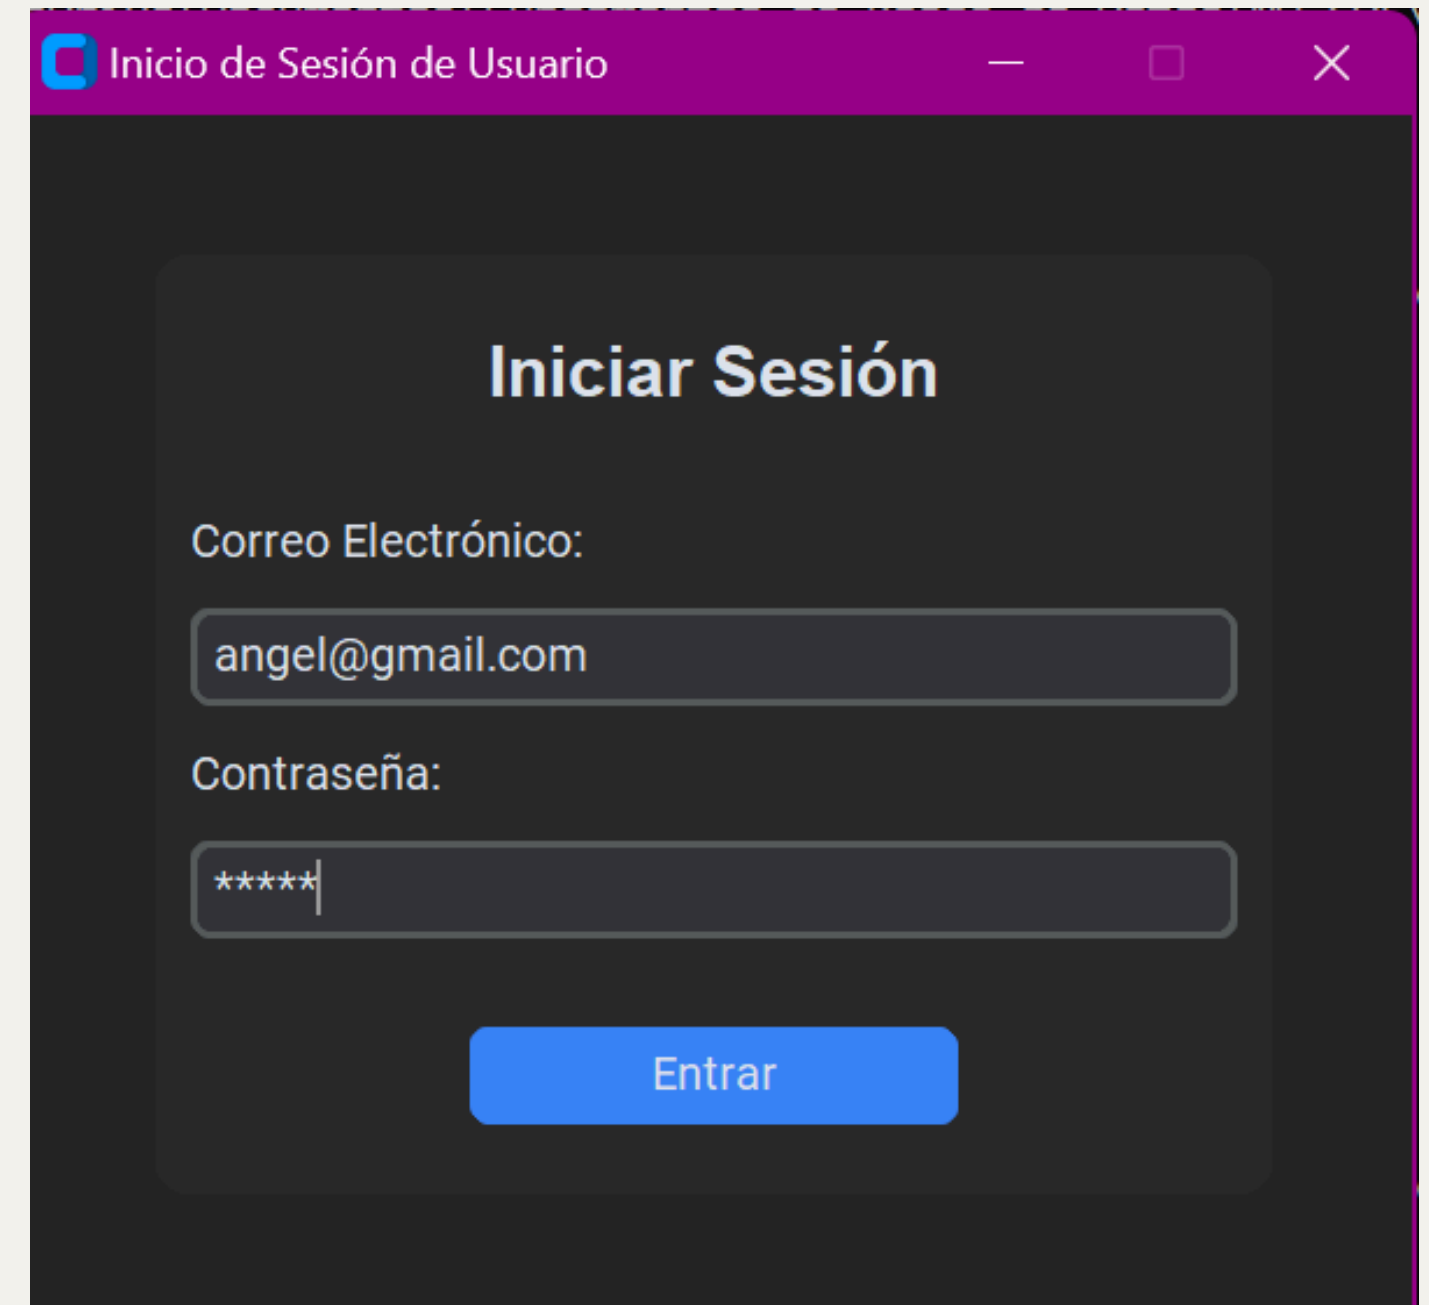 Inicio de Sesión de Usuario
Iniciar Sesión
Correo Electrónico:
angel@gmail.com
Contraseña:
*****
Entrar